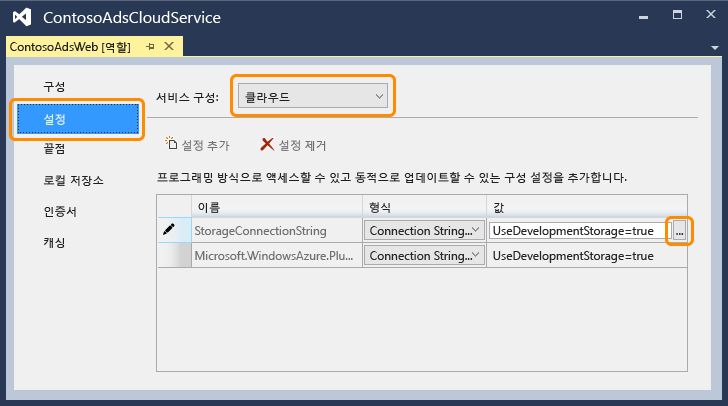 ContosoAdsCloudService
ContosoAdsWeb [역할]
구성
설정
끝점
로컬 저장소
인증서
캐싱
서비스 구성: 클라우드
설정 추가 설정 제거
프로그래밍 방식으로 액세스할 수 있고 동적으로 업데이트할 수 있는 구성 설정을 추가합니다.
이름 형식 값
StorageConnectionString Connection String... UseDevelopmentStorage=true ...
Microsoft.WindowsAzure.Plu... Connection String... UseDevelopmentStorage=true